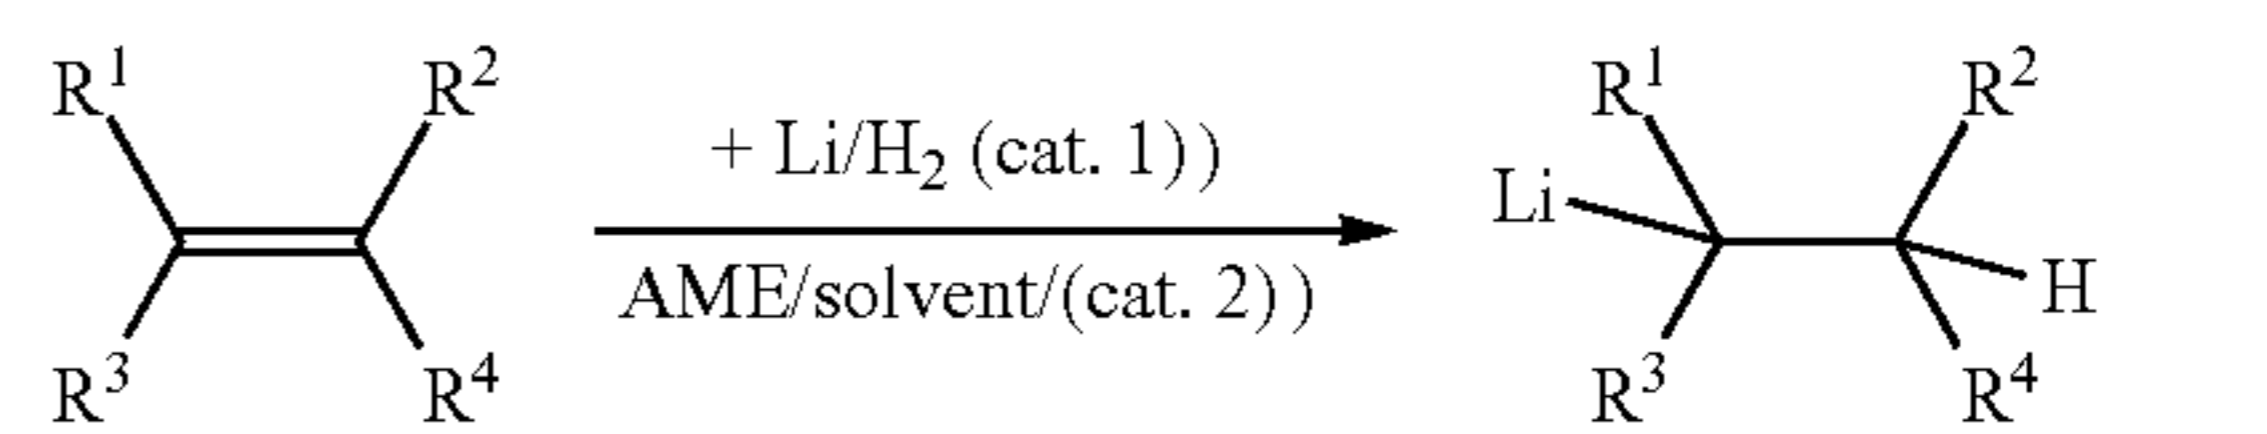 R¹ R² + Li/H₂ (cat. 1)) R¹ R²
Li
AME/solvent/(cat. 2)) H
R³ R⁴ R³ R⁴